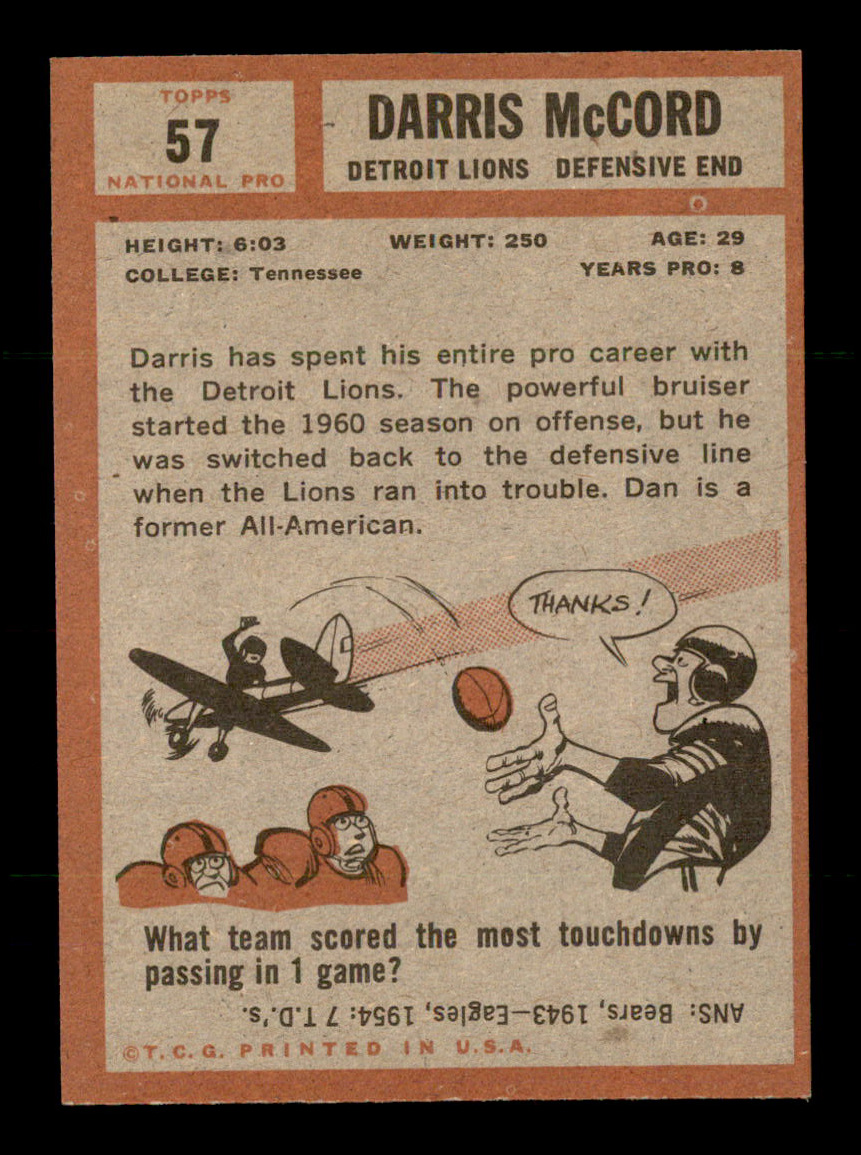 TOPPS
57
NATIONAL PRO
DARRIS McCORD
DETROIT LIONS DEFENSIVE END
HEIGHT: 6:03 WEIGHT: 250 AGE: 29
COLLEGE: Tennessee YEARS PRO: 8
Darris has spent his entire pro career with
the Detroit Lions. The powerful bruiser
started the 1960 season on offense, but he
was switched back to the defensive line
when the Lions ran into trouble. Dan is a
former All-American.
THANKS!
What team scored the most touchdowns by
passing in 1 game?
ANS: Bears, 1943—Eagles, 1954: 7 T.D.'s.
©T.C.G. PRINTED IN U.S.A.